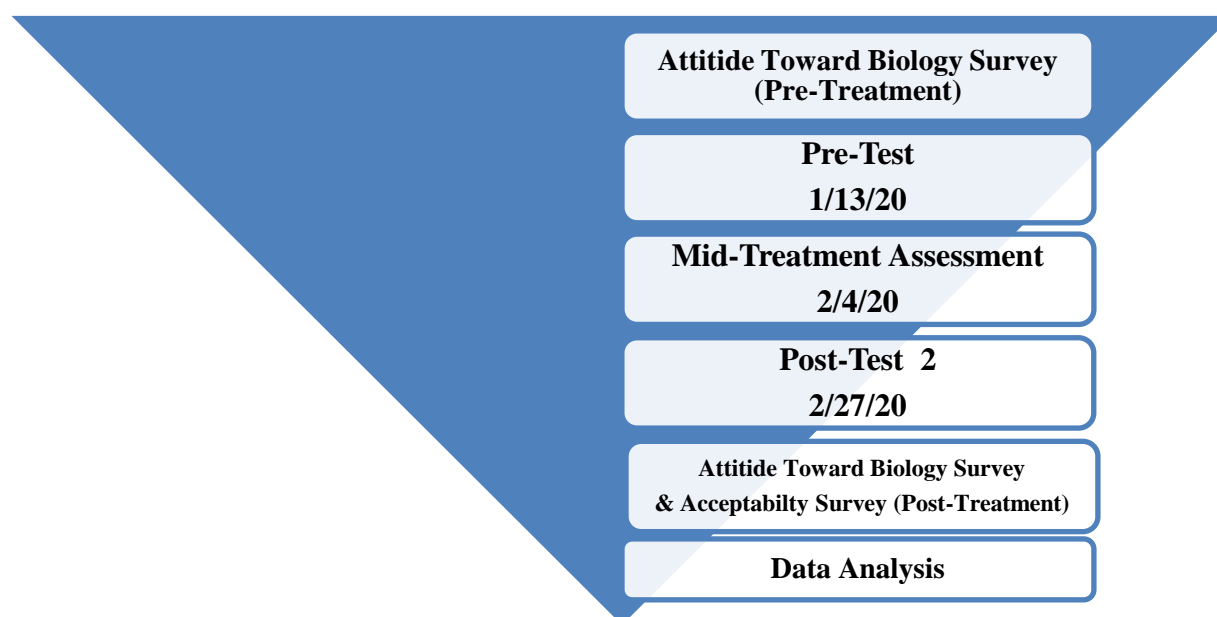 Attitide Toward Biology Survey
(Pre-Treatment)
Pre-Test
1/13/20
Mid-Treatment Assessment
2/4/20
Post-Test 2
2/27/20
Attitide Toward Biology Survey
& Acceptabilty Survey (Post-Treatment)
Data Analysis